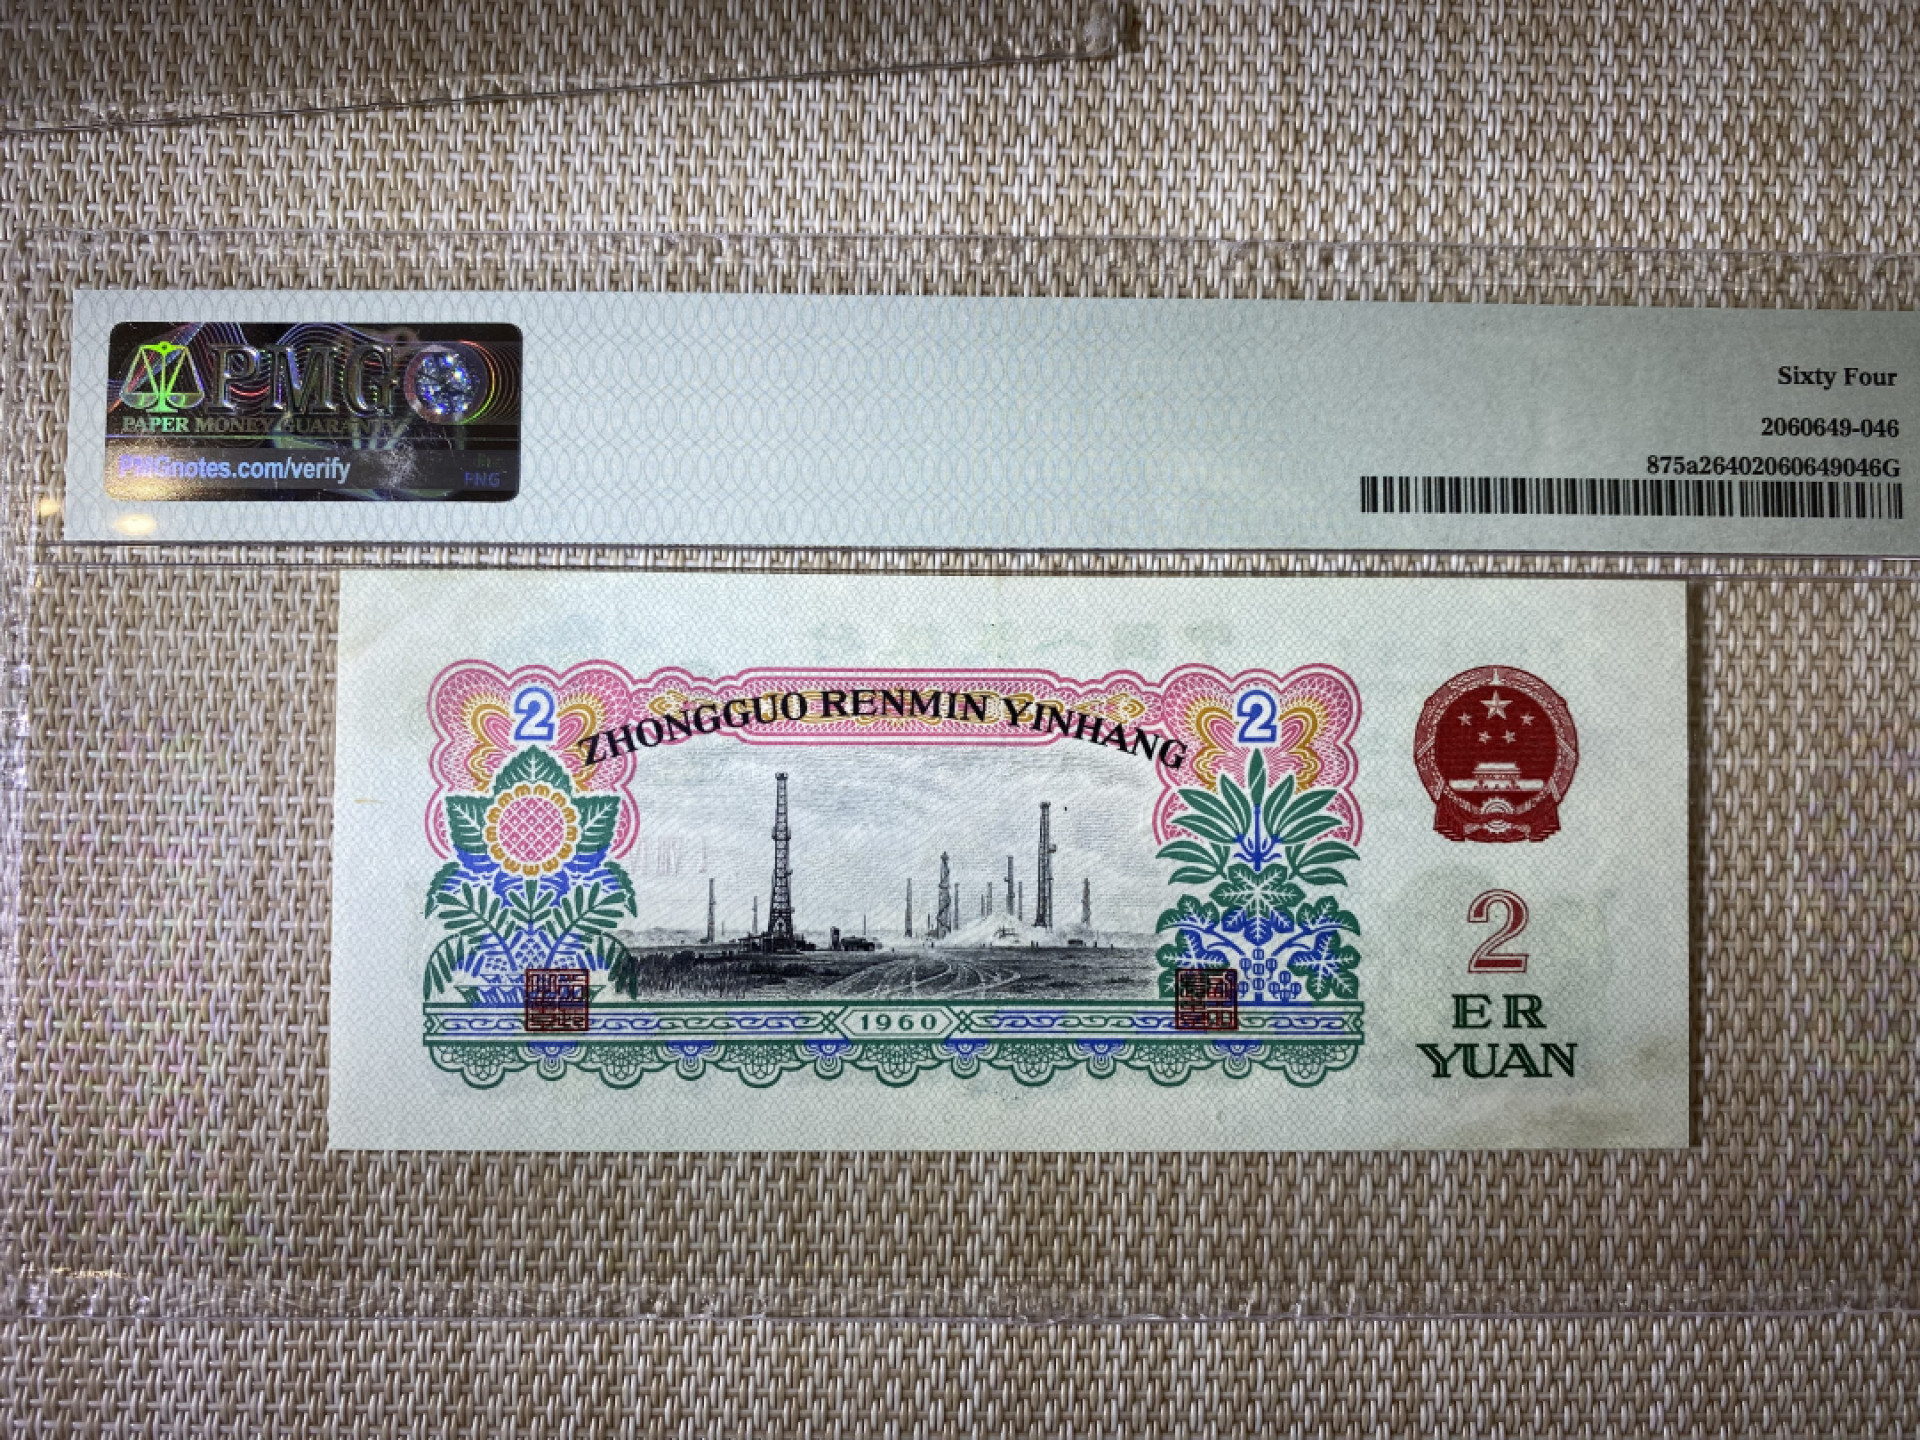 PMG
PAPER MONEY GUARANTY
PMGnotes.com/verify
PNG
Sixty Four
2060649-046
875a26402060649046G
2
ZHONGGUO RENMIN YINHANG
2
1960
2
ER
YUAN